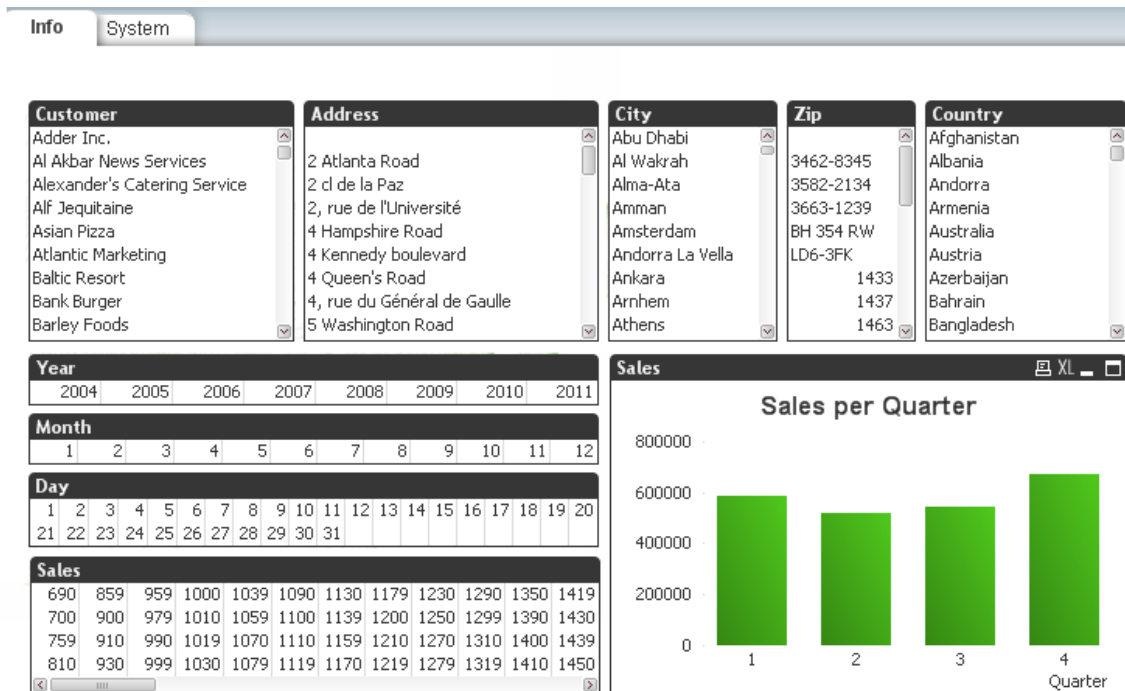 Info System
Customer
Adder Inc.
Al Akbar News Services
Alexander's Catering Service
Alf Jequitaine
Asian Pizza
Atlantic Marketing
Baltic Resort
Bank Burger
Barley Foods
Address
2 Atlanta Road
2 cl de la Paz
2, rue de l'Université
4 Hampshire Road
4 Kennedy boulevard
4 Queen's Road
4, rue du Général de Gaulle
5 Washington Road
City
Abu Dhabi
Al Wakrah
Alma-Ata
Amman
Amsterdam
Andorra La Vella
Ankara
Arnhem
Athens
Zip
3462-8345
3582-2134
3663-1239
BH 354 RW
LD6-3FK
1433
1437
1463
Country
Afghanistan
Albania
Andorra
Armenia
Australia
Austria
Azerbaijan
Bahrain
Bangladesh
Year
2004 2005 2006 2007 2008 2009 2010 2011
Month
1 2 3 4 5 6 7 8 9 10 11 12
Day
1 2 3 4 5 6 7 8 9 10 11 12 13 14 15 16 17 18 19 20
21 22 23 24 25 26 27 28 29 30 31
Sales
690 859 959 1000 1039 1090 1130 1179 1230 1290 1350 1419
700 900 979 1010 1059 1100 1139 1200 1250 1299 1390 1430
759 910 990 1019 1070 1110 1159 1210 1270 1310 1400 1439
810 930 999 1030 1079 1119 1170 1219 1279 1319 1410 1450
Sales XL
Sales per Quarter
800000
600000
400000
200000
0
1 2 3 4
Quarter